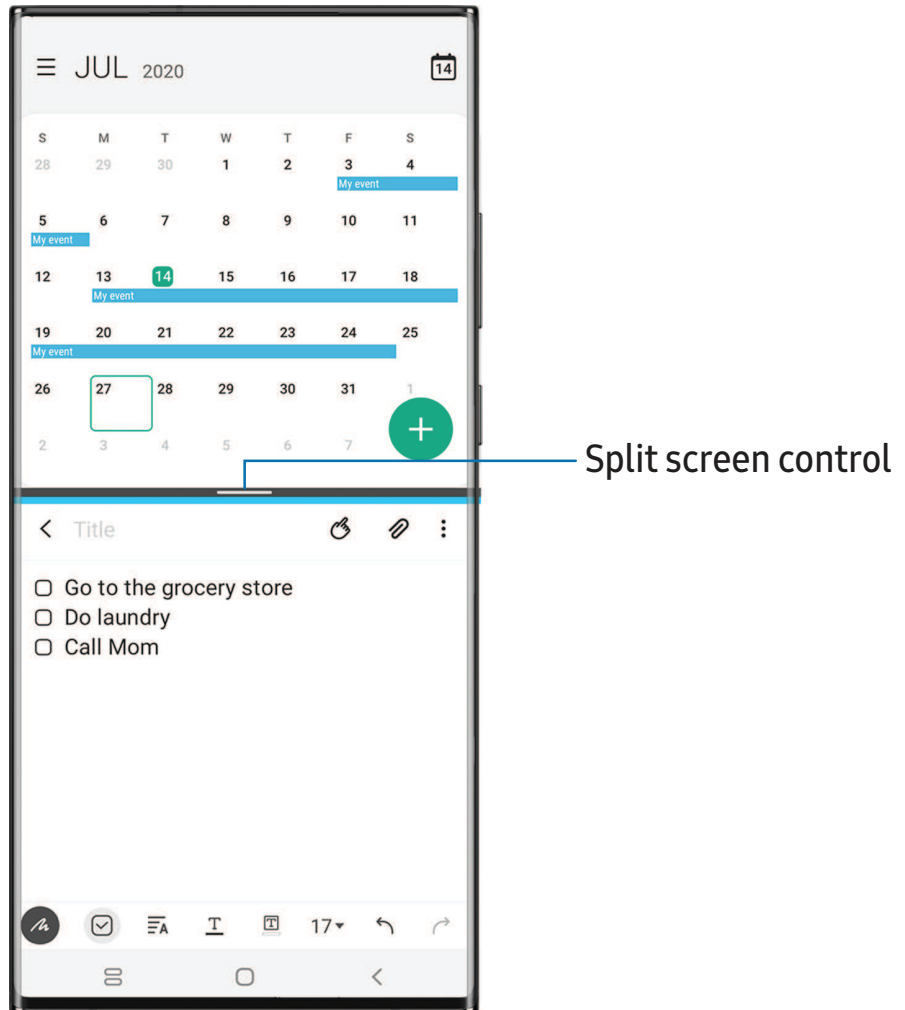 JUL 2020 14
S M T W T F S
28 29 30 1 2 3 4
My event
5 6 7 8 9 10 11
My event
12 13 14 15 16 17 18
My event
19 20 21 22 23 24 25
My event
26 27 28 29 30 31 1
2 3 4 5 6 7
Split screen control
Title
Go to the grocery store
Do laundry
Call Mom
A T T 17